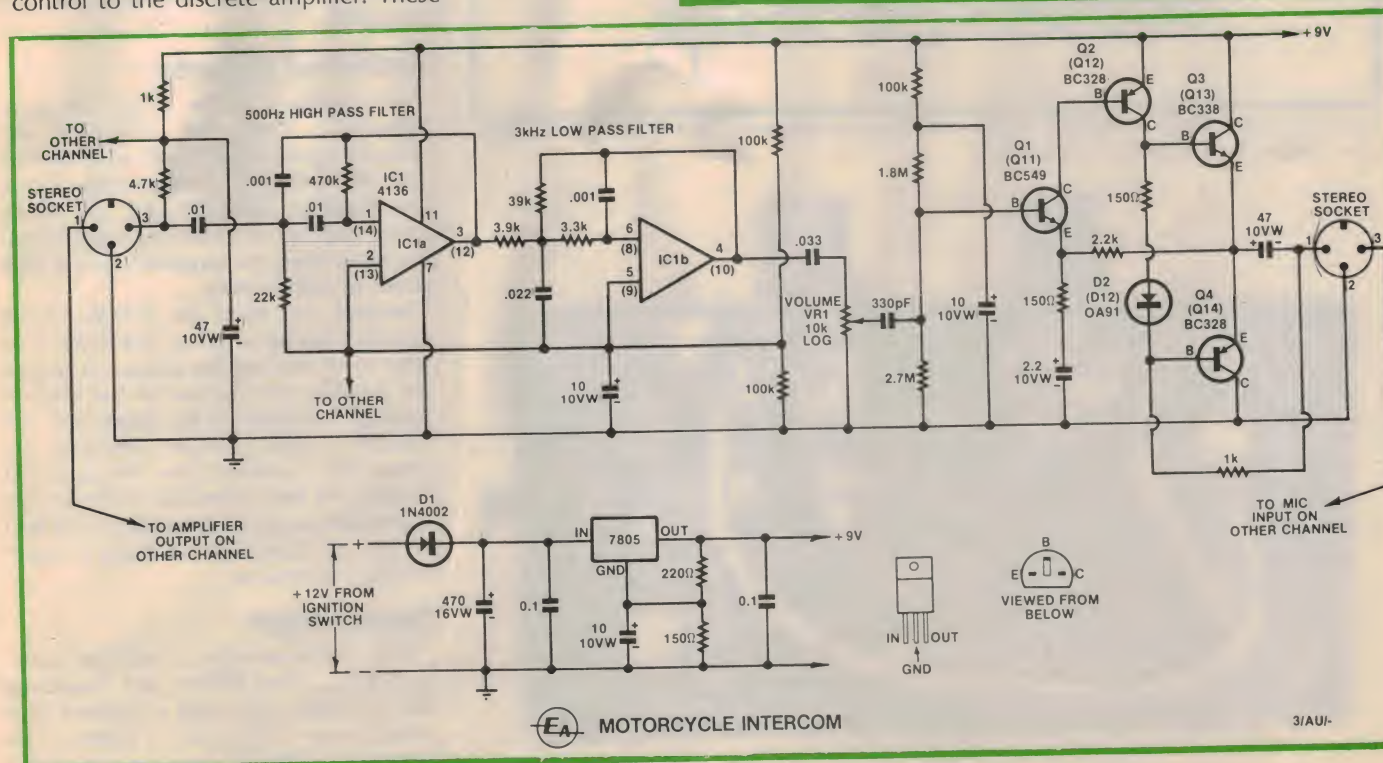 control to the discrete amplifier. These
+9V
1k
500Hz HIGH PASS FILTER
TO
OTHER
CHANNEL
4.7k
STEREO
SOCKET
1
3
2
.01
.001
470k
.01
IC1
4136
1
(14)
2
(13)
IC1a
11
3
(12)
7
22k
47
10VW
+
-
TO OTHER
CHANNEL
3kHz LOW PASS FILTER
39k
.001
3.9k
3.3k
.022
6
(8)
5
(9)
IC1b
4
(10)
10
10VW
+
-
100k
100k
.033
VOLUME
VR1
10k
LOG
330pF
100k
1.8M
2.7M
10
10VW
+
-
Q1
(Q11)
BC549
B
C
E
Q2
(Q12)
BC328
B
E
C
Q3
(Q13)
BC338
B
C
E
150Ω
2.2k
150Ω
2.2
10VW
+
-
D2
(D12)
OA91
Q4
(Q14)
BC328
B
E
C
47
10VW
+
-
STEREO
SOCKET
1
3
2
1k
TO MIC
INPUT ON
OTHER CHANNEL
TO AMPLIFIER
OUTPUT ON
OTHER CHANNEL
D1
1N4002
+
+12V FROM
IGNITION
SWITCH
-
470
16VW
+
-
0.1
IN
7805
OUT
GND
+9V
220Ω
10
10VW
+
-
150Ω
0.1
IN
OUT
GND
B
E
C
VIEWED FROM
BELOW
EA MOTORCYCLE INTERCOM
3/AU/-